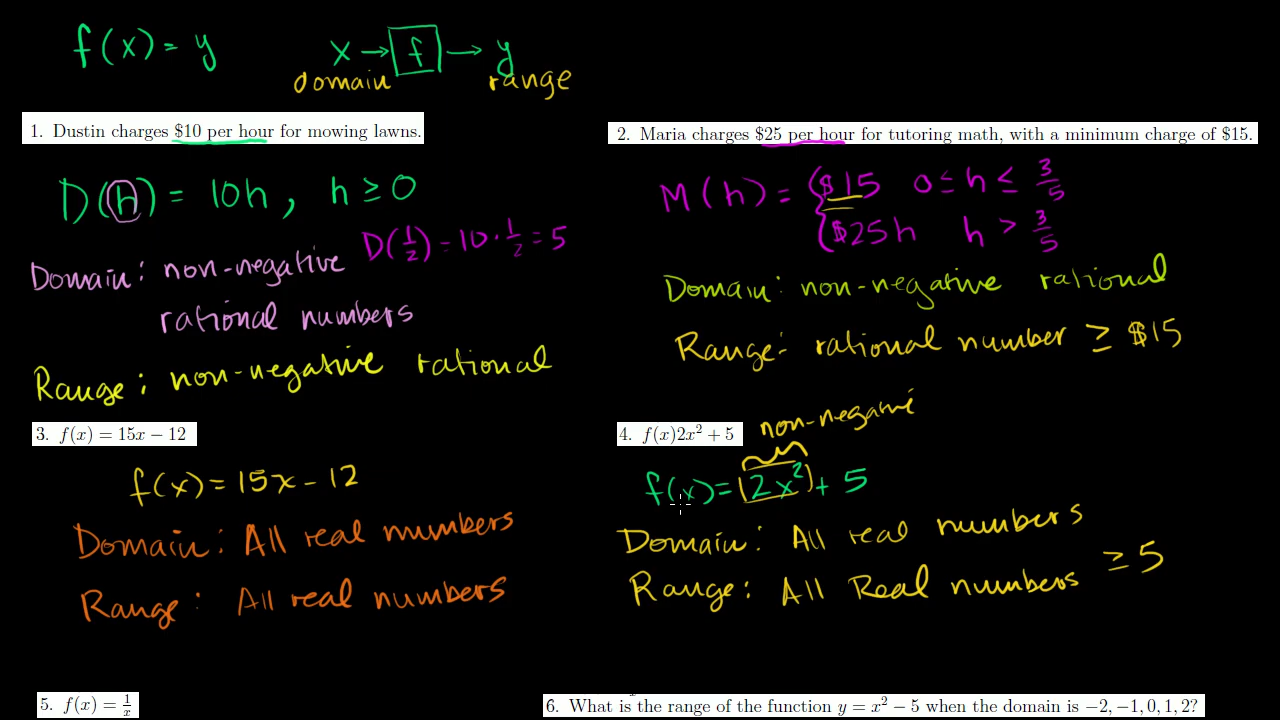 f(x) = y
x → f → y
domain
range
1. Dustin charges $10 per hour for mowing lawns.
D(h) = 10h, h ≥ 0
D(1/2) = 10 · 1/2 = 5
Domain: non-negative
rational numbers
Range: non-negative rational
2. Maria charges $25 per hour for tutoring math, with a minimum charge of $15.
M(h) = { $15 0 ≤ h ≤ 3/5
{ $25h h > 3/5
Domain: non-negative rational
Range: rational number ≥ $15
3. f(x) = 15x − 12
f(x) = 15x - 12
Domain: All real numbers
Range: All real numbers
4. f(x)2x² + 5
non-negative
f(x) = (2x²) + 5
Domain: All real numbers
Range: All Real numbers ≥ 5
5. f(x) = 1/x
6. What is the range of the function y = x² − 5 when the domain is −2, −1, 0, 1, 2?